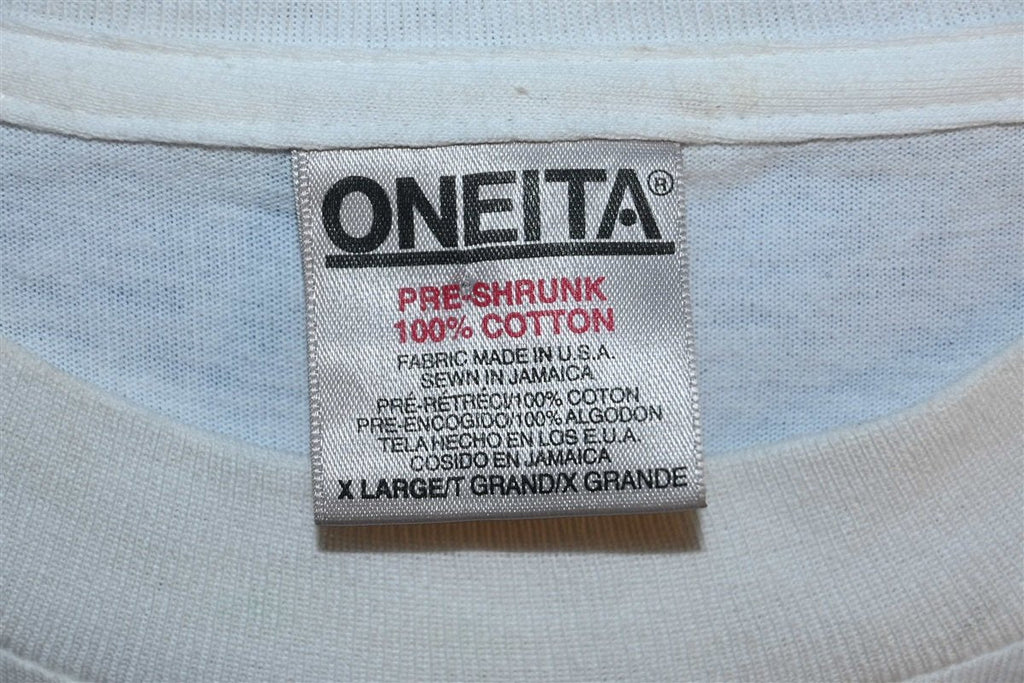 ONEITA®
PRE-SHRUNK
100% COTTON
FABRIC MADE IN U.S.A.
SEWN IN JAMAICA
PRÉ-RÉTRECI/100% COTON
PRE-ENCOGIDO/100% ALGODON
TELA HECHO EN LOS E.U.A.
COSIDO EN JAMAICA
X LARGE/T GRAND/X GRANDE